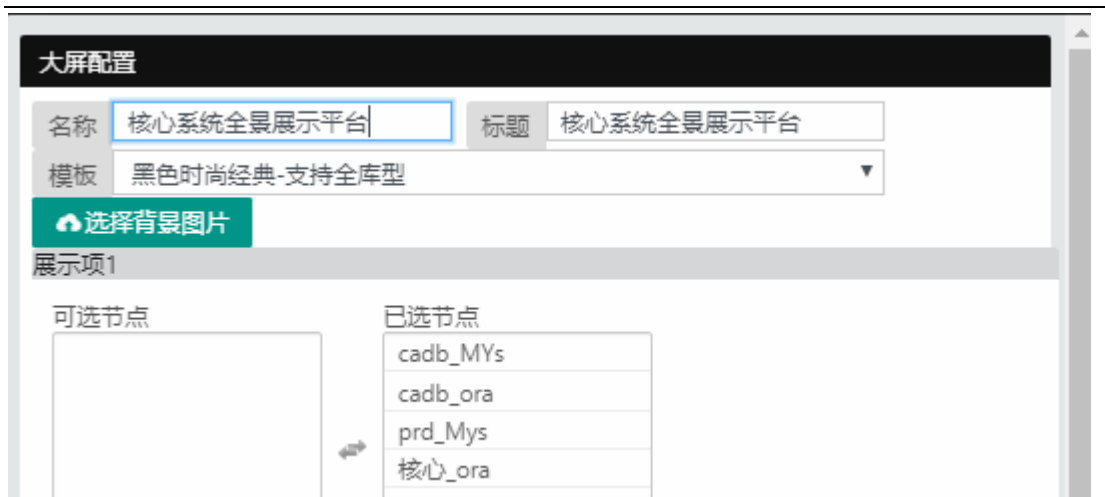 大屏配置
名称 核心系统全景展示平台 标题 核心系统全景展示平台
模板 黑色时尚经典-支持全库型
选择背景图片
展示项1
可选节点 已选节点
cadb_MYs
cadb_ora
prd_Mys
核心_ora